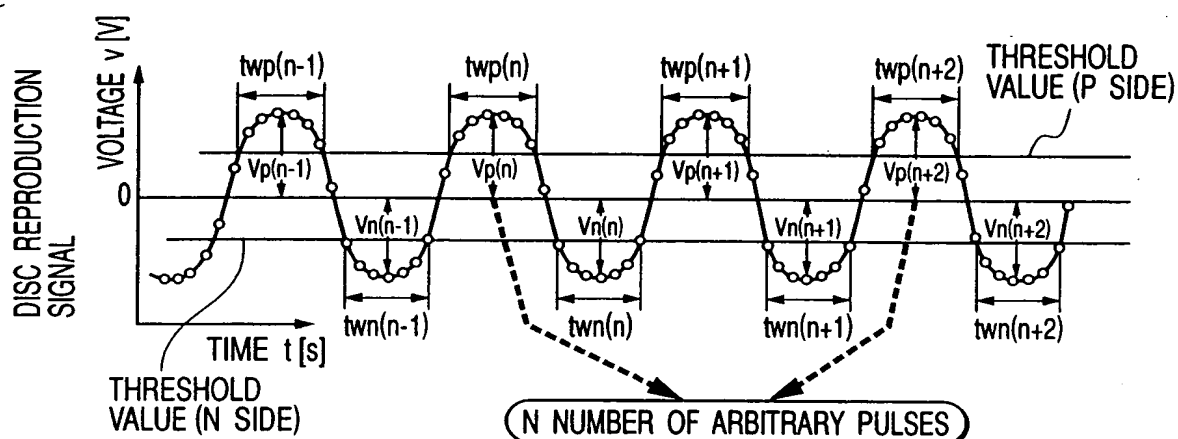 DISC REPRODUCTION
SIGNAL
VOLTAGE v [V]
0
twp(n-1)
twp(n)
twp(n+1)
twp(n+2)
THRESHOLD
VALUE (P SIDE)
Vp(n-1)
Vp(n)
Vp(n+1)
Vp(n+2)
Vn(n-1)
Vn(n)
Vn(n+1)
Vn(n+2)
twn(n-1)
twn(n)
twn(n+1)
twn(n+2)
TIME t [s]
THRESHOLD
VALUE (N SIDE)
N NUMBER OF ARBITRARY PULSES